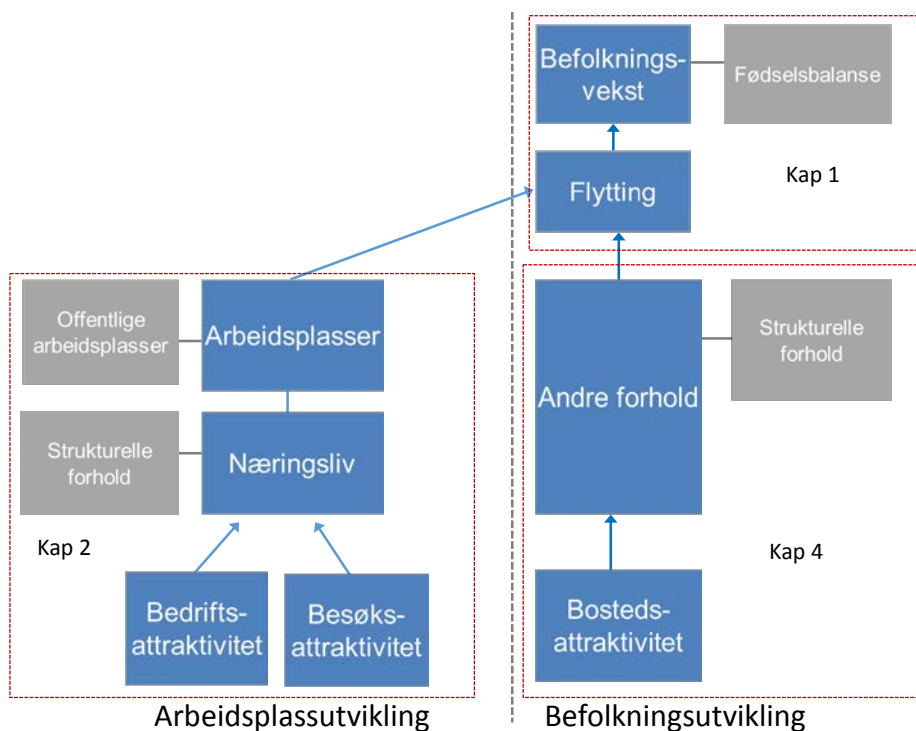 Befolknings-
vekst
Fødselsbalanse
Kap 1
Flytting
Offentlige
arbeidsplasser
Arbeidsplasser
Strukturelle
forhold
Næringsliv
Kap 2
Bedrifts-
attraktivitet
Besøks-
attraktivitet
Arbeidsplassutvikling
Andre forhold
Strukturelle
forhold
Kap 4
Bosteds-
attraktivitet
Befolkningsutvikling